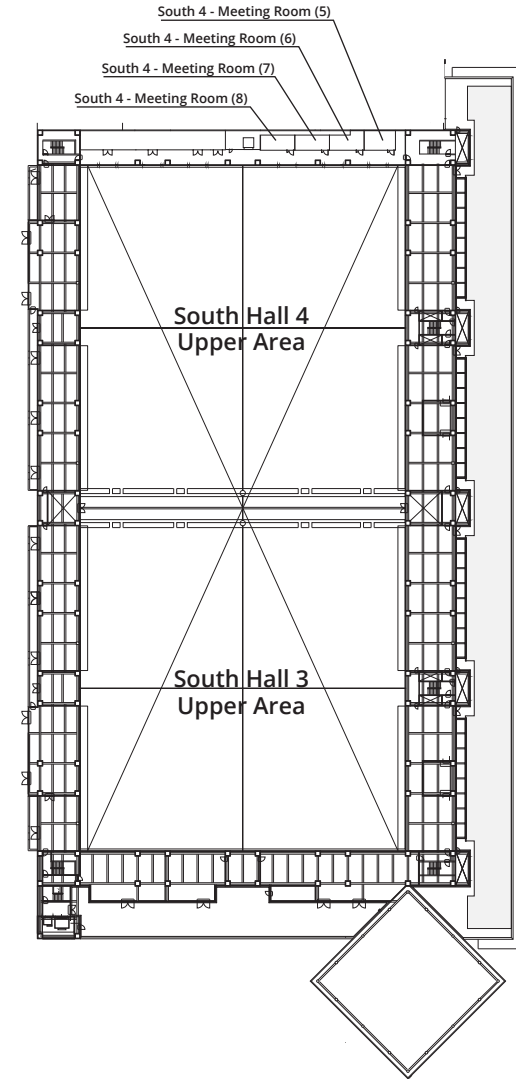 South 4 - Meeting Room (5)
South 4 - Meeting Room (6)
South 4 - Meeting Room (7)
South 4 - Meeting Room (8)
South Hall 4
Upper Area
South Hall 3
Upper Area